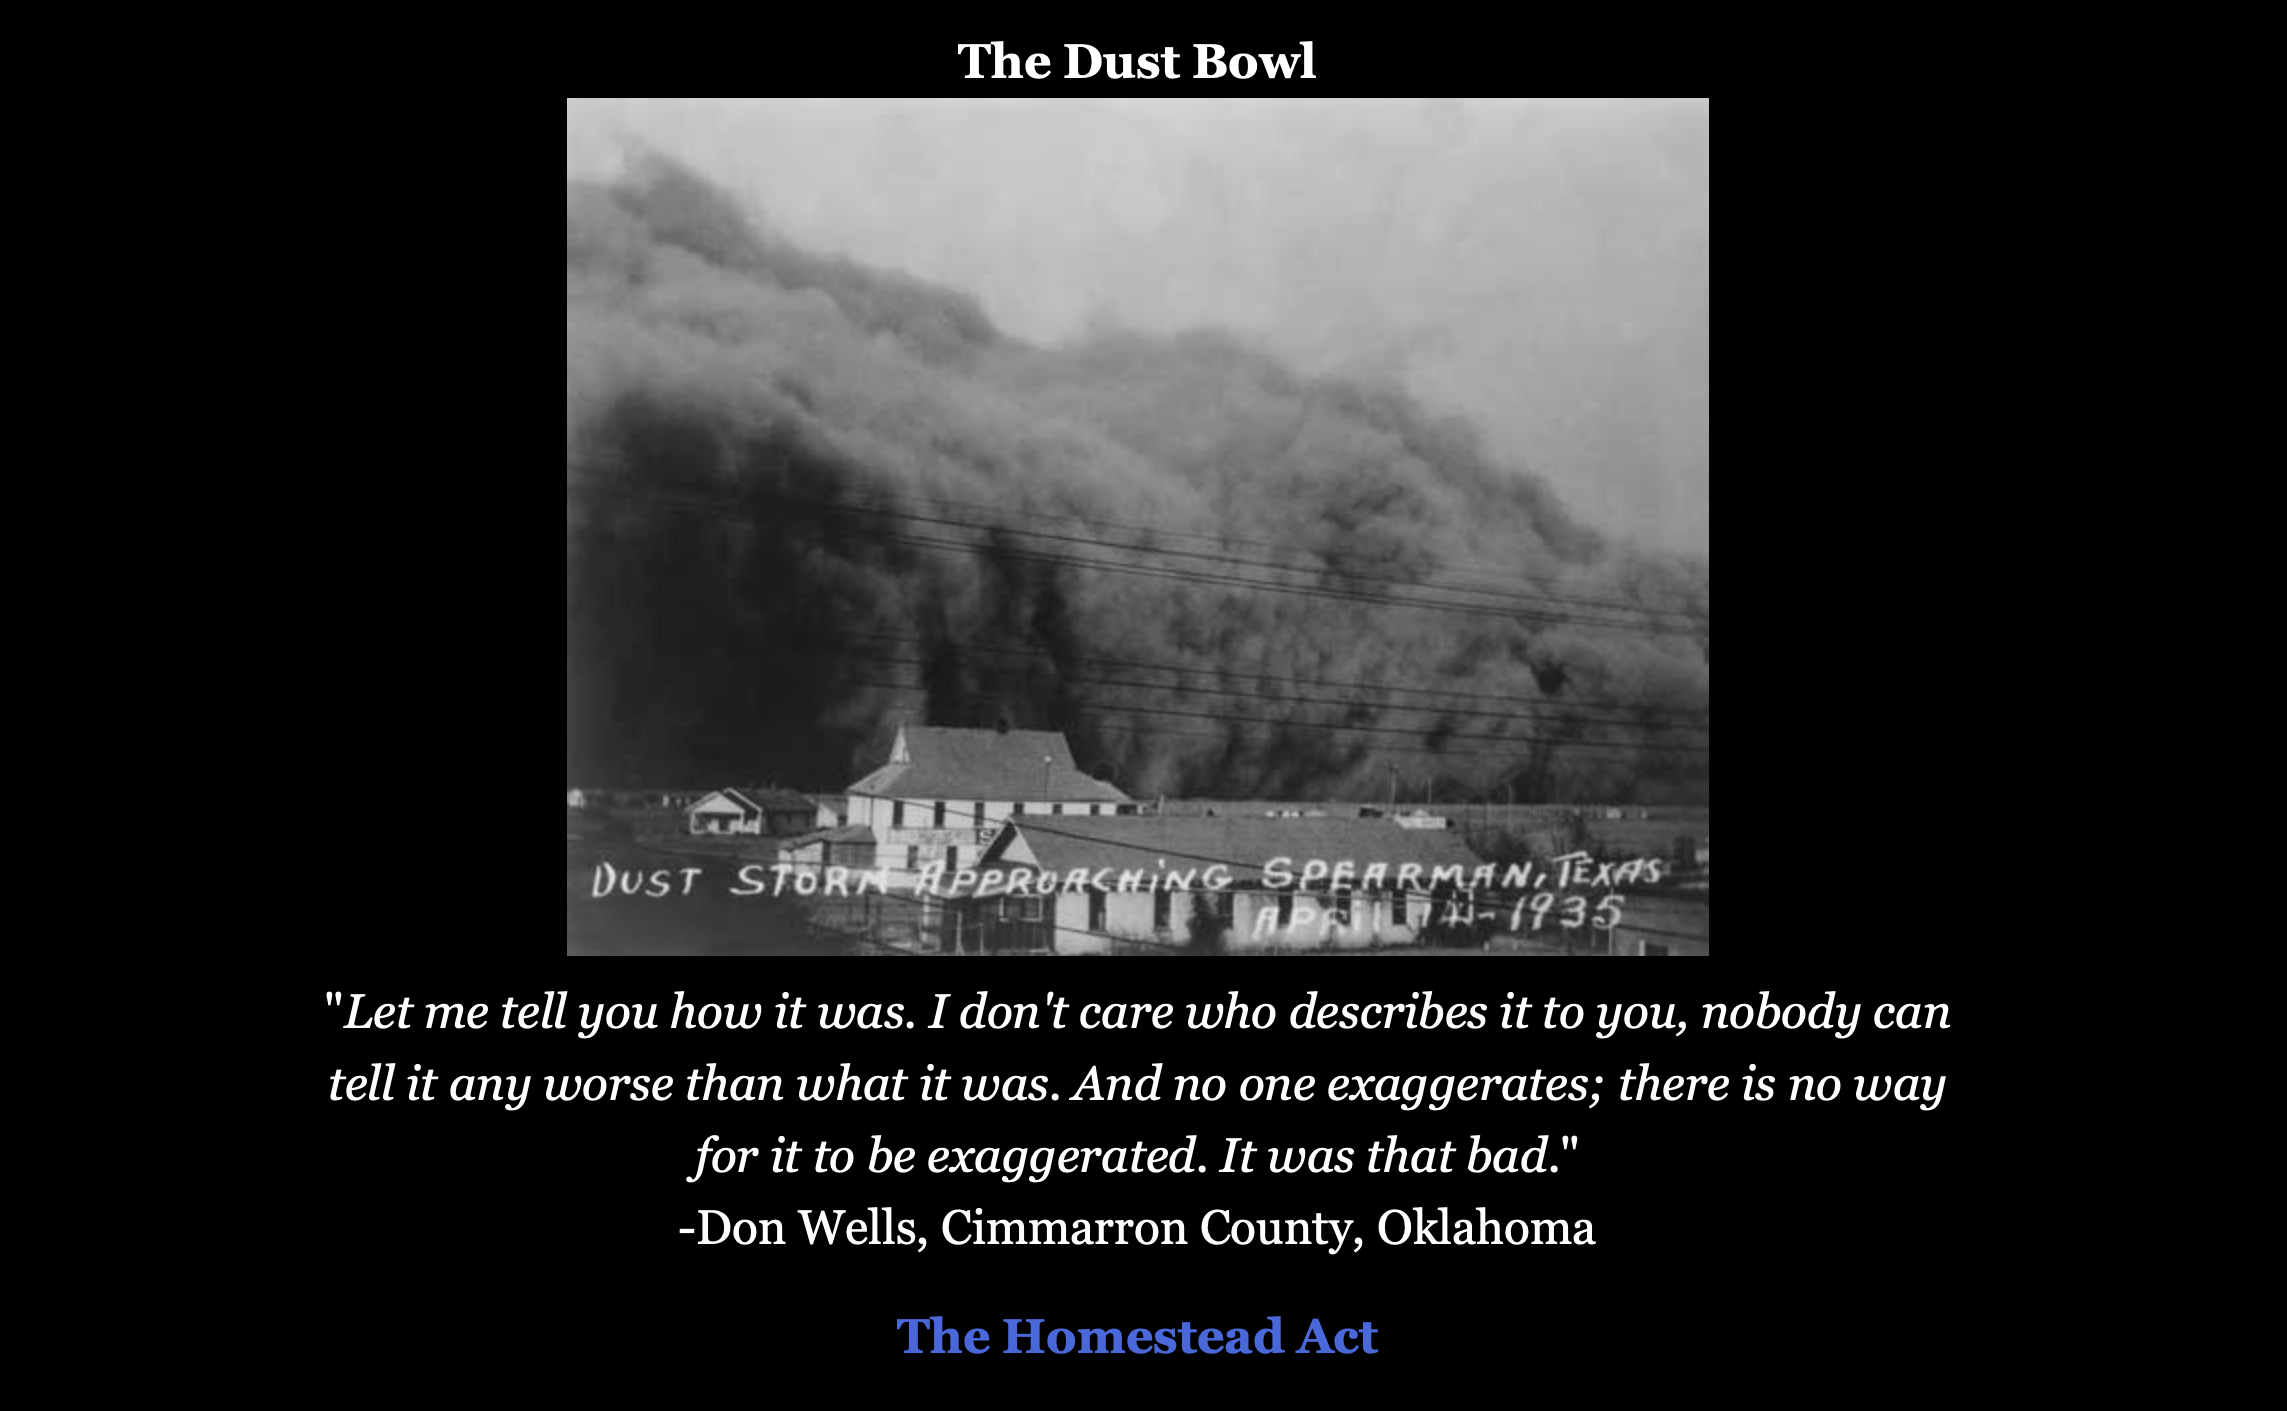 The Dust Bowl
DUST STORM APPROACHING SPEARMAN, TEXAS
APRIL 14-1935
"Let me tell you how it was. I don't care who describes it to you, nobody can
tell it any worse than what it was. And no one exaggerates; there is no way
for it to be exaggerated. It was that bad."
-Don Wells, Cimmarron County, Oklahoma
The Homestead Act